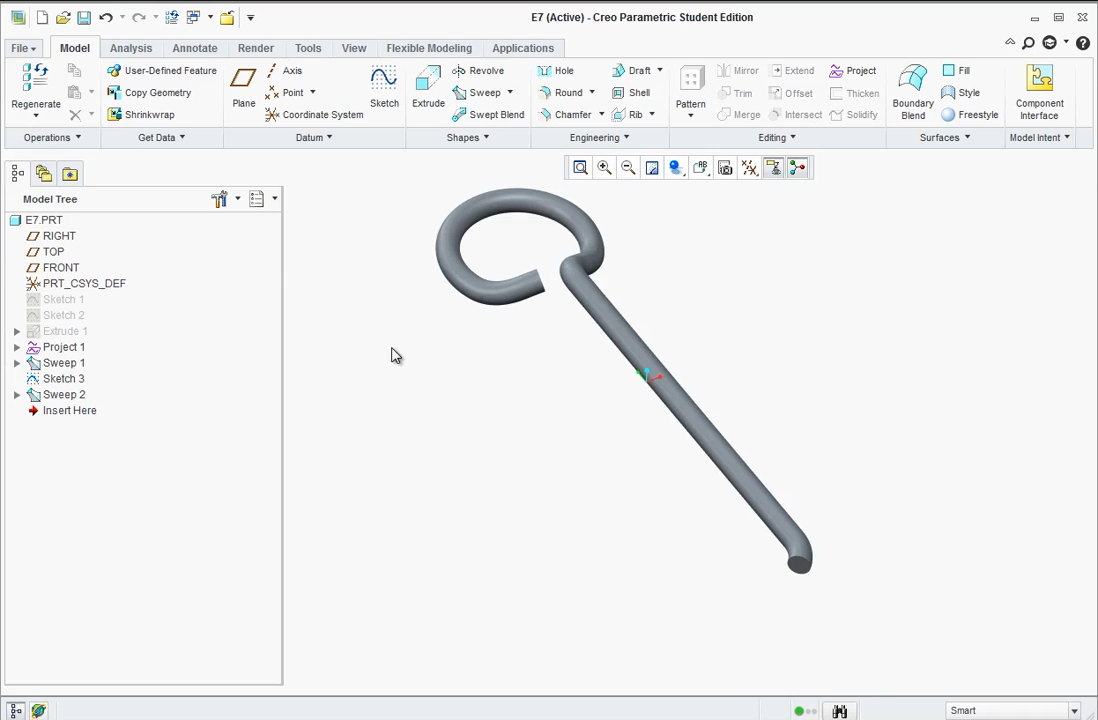 E7 (Active) - Creo Parametric Student Edition
File
Model
Analysis
Annotate
Render
Tools
View
Flexible Modeling
Applications
Regenerate
User-Defined Feature
Copy Geometry
Shrinkwrap
Plane
Axis
Point
Coordinate System
Sketch
Extrude
Revolve
Sweep
Swept Blend
Hole
Round
Chamfer
Draft
Shell
Rib
Pattern
Mirror
Trim
Merge
Extend
Offset
Intersect
Project
Thicken
Solidify
Boundary
Blend
Fill
Style
Freestyle
Component
Interface
Operations
Get Data
Datum
Shapes
Engineering
Editing
Surfaces
Model Intent
Model Tree
E7.PRT
RIGHT
TOP
FRONT
PRT_CSYS_DEF
Sketch 1
Sketch 2
Extrude 1
Project 1
Sweep 1
Sketch 3
Sweep 2
Insert Here
Smart